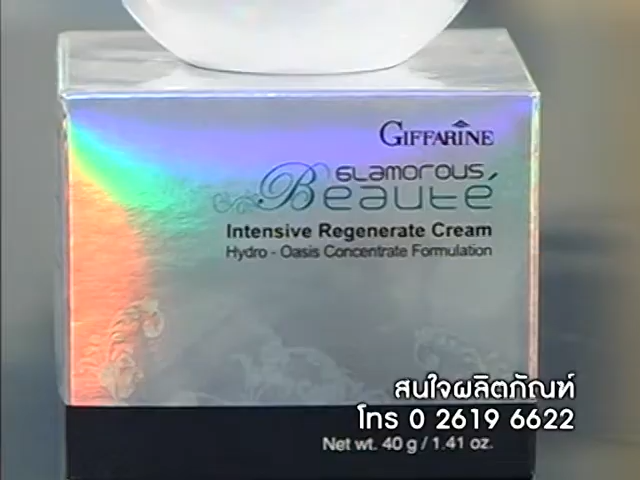 GIFFARINE
GLAMOROUS
Beauté
Intensive Regenerate Cream
Hydro - Oasis Concentrate Formulation
สนใจผลิตภัณฑ์
โทร 0 2619 6622
Net wt. 40 g / 1.41 oz.